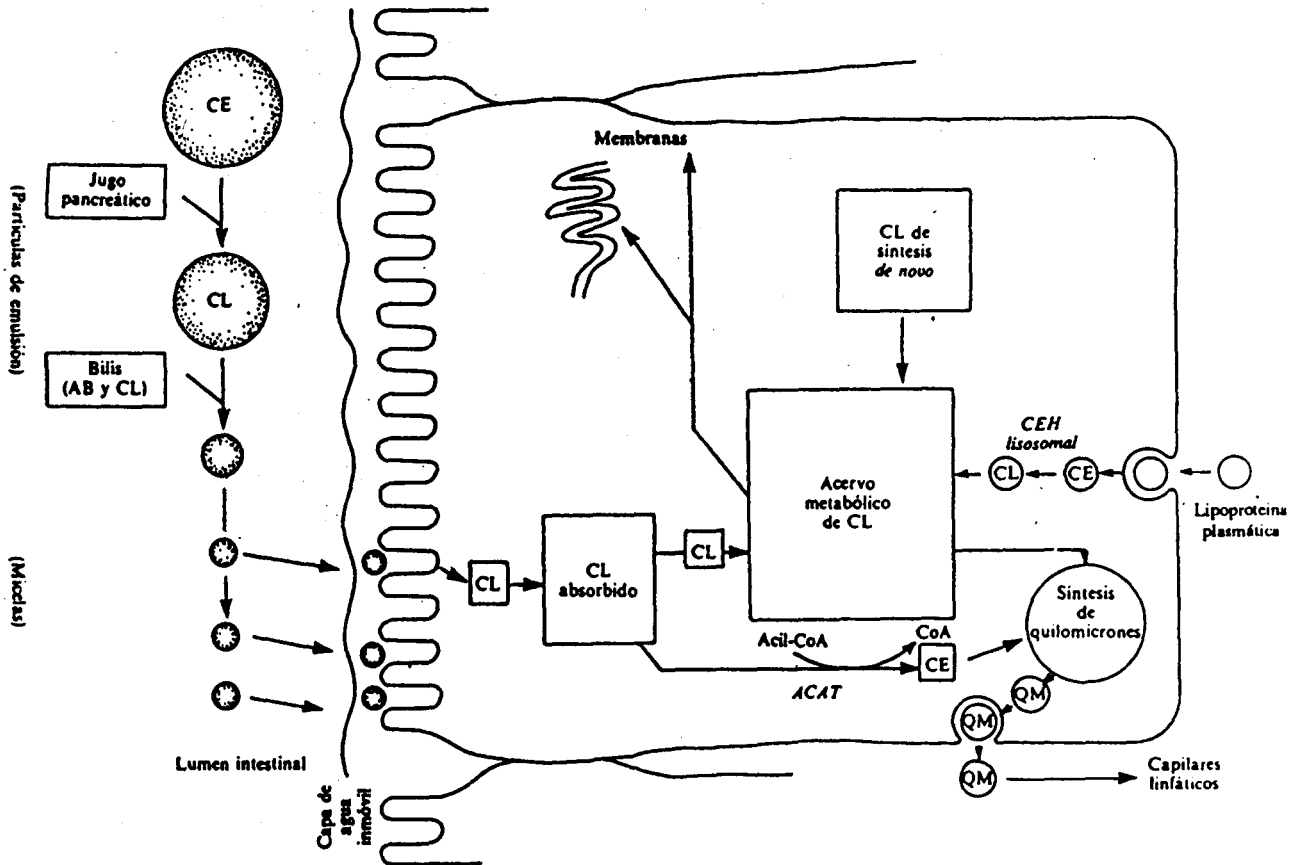 (Partículas de emulsión)
(Micelas)
CE
Jugo
pancreático
CL
Bilis
(AB y CL)
Lumen intestinal
Capa de
agua
inmóvil
Membranas
CL de
síntesis
de novo
Acervo
metabólico
de CL
CEH
lisosomal
CL
CE
Lipoproteína
plasmática
CL
CL
absorbido
CL
Síntesis
de
quilomicrones
Acil-CoA
CoA
CE
ACAT
QM
QM
QM
Capilares
linfáticos